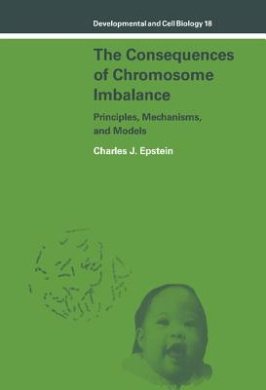 Developmental and Cell Biology 18
The Consequences
of Chromosome
Imbalance
Principles, Mechanisms,
and Models
Charles J. Epstein